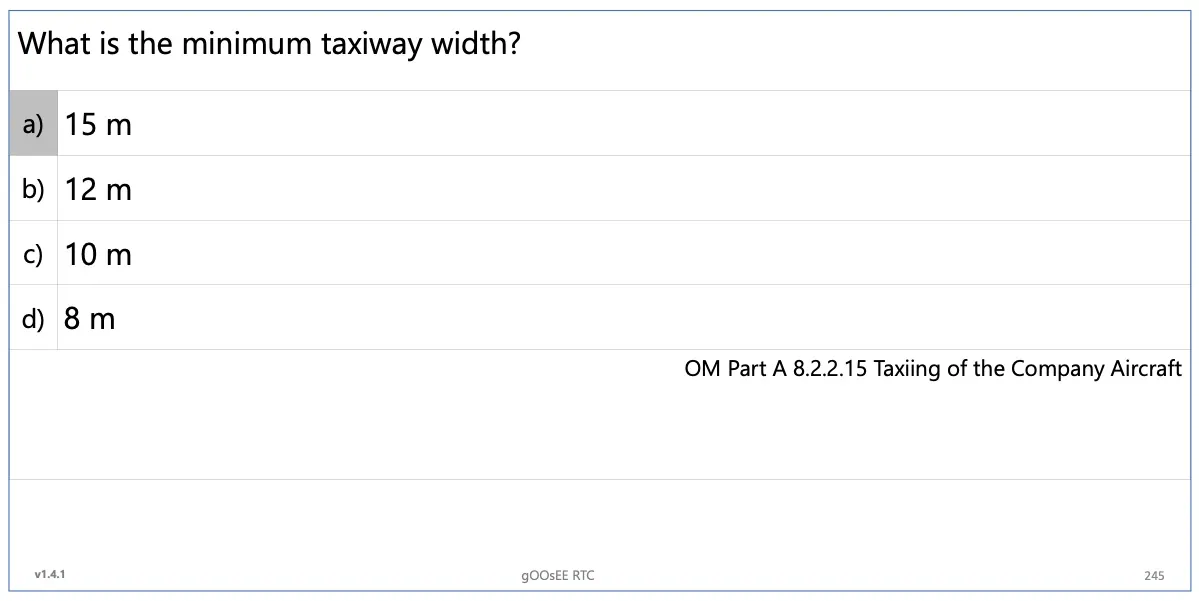 What is the minimum taxiway width?
a) 15 m
b) 12 m
c) 10 m
d) 8 m
OM Part A 8.2.2.15 Taxiing of the Company Aircraft
v1.4.1 gOOsEE RTC 245